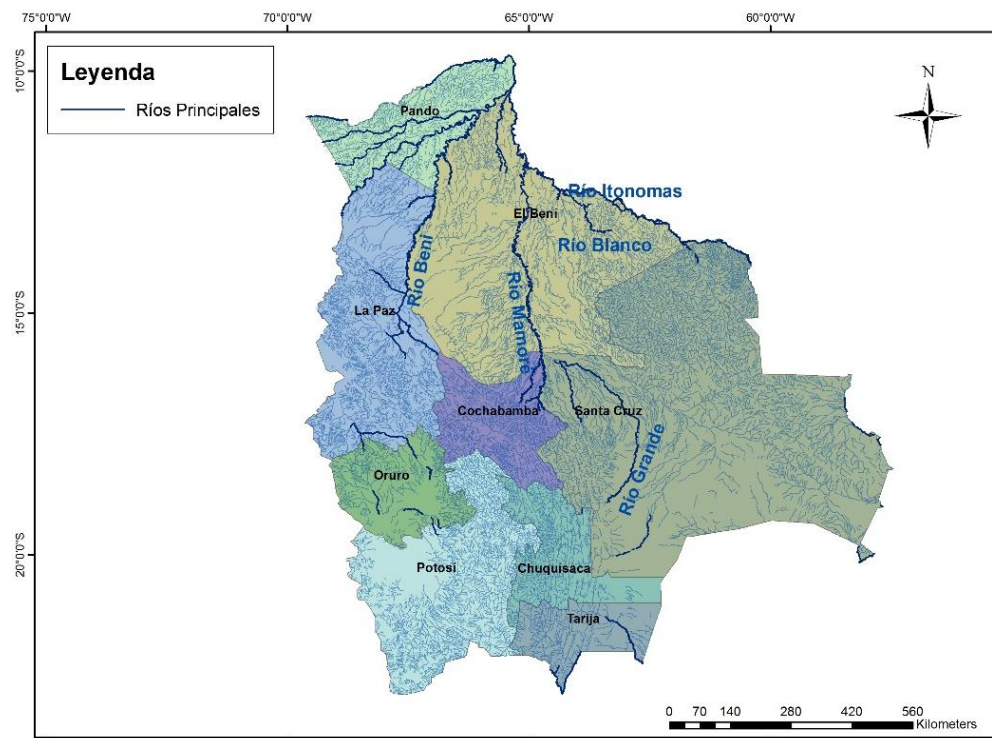 75°0'0"W 70°0'0"W 65°0'0"W 60°0'0"W
10°0'0"S
15°0'0"S
20°0'0"S
Leyenda
Ríos Principales
N
Pando
Río Itonomas
El Beni
Río Blanco
Río Beni
Río Mamore
La Paz
Cochabamba
Santa Cruz
Río Grande
Oruro
Potosi
Chuquisaca
Tarija
0 70 140 280 420 560
Kilometers